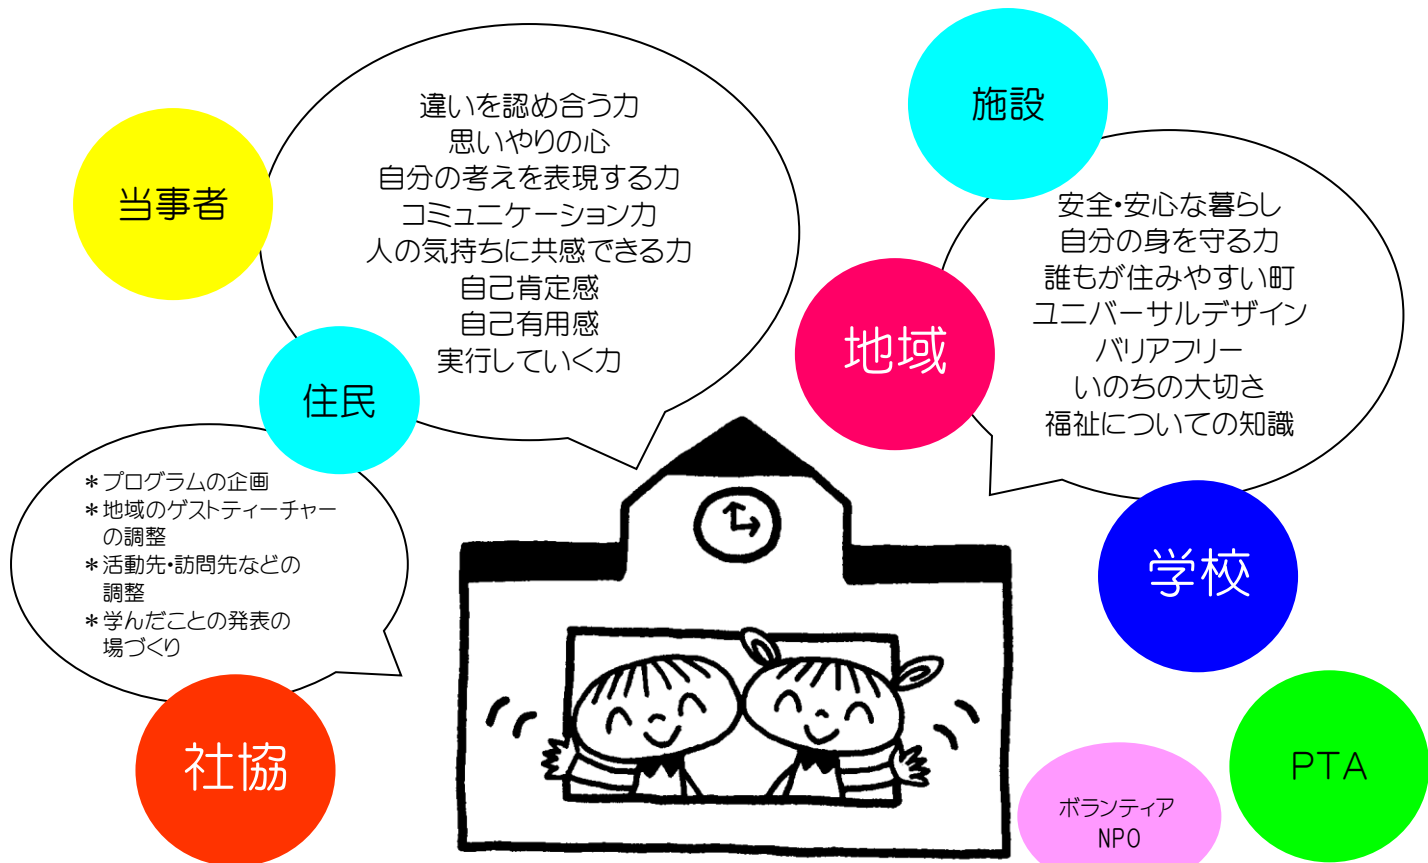 当事者
違いを認め合う力
思いやりの心
自分の考えを表現する力
コミュニケーション力
人の気持ちに共感できる力
自己肯定感
自己有用感
実行していく力
施設
安全・安心な暮らし
自分の身を守る力
誰もが住みやすい町
ユニバーサルデザイン
バリアフリー
いのちの大切さ
福祉についての知識
地域
住民
＊プログラムの企画
＊地域のゲストティーチャー
の調整
＊活動先・訪問先などの
調整
＊学んだことの発表の
場づくり
学校
社協
PTA
ボランティア
NPO